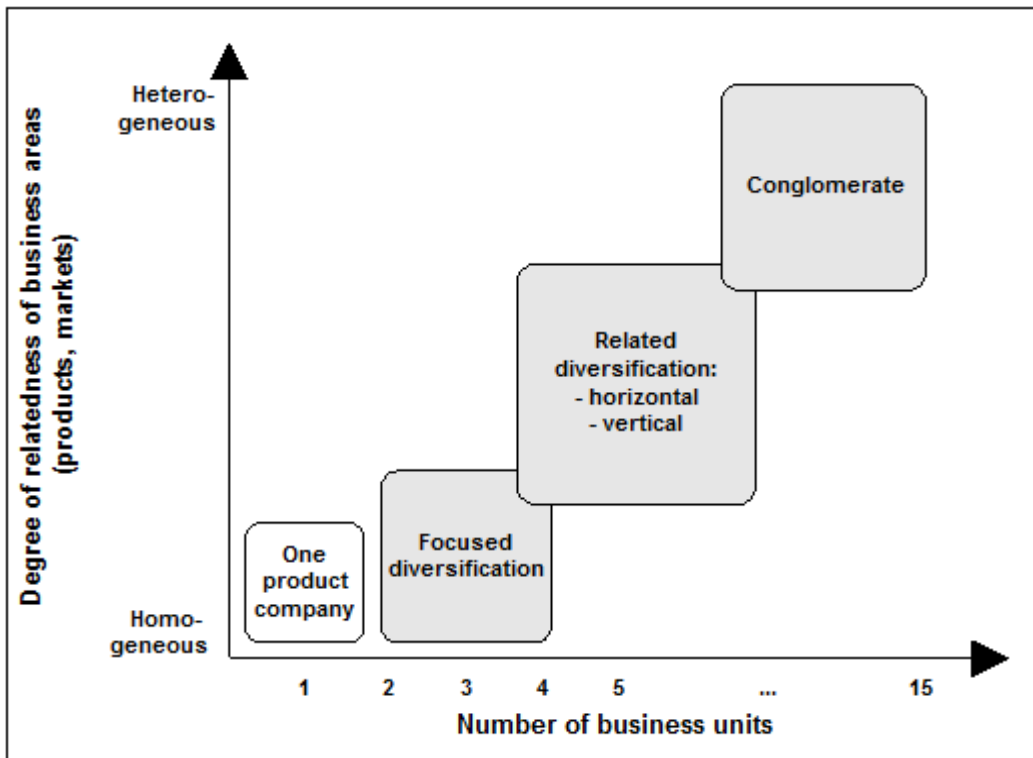 Hetero-
geneous
Degree of relatedness of business areas
(products, markets)
Conglomerate
Related
diversification:
- horizontal
- vertical
Focused
diversification
One
product
company
Homo-
geneous
1 2 3 4 5 ... 15
Number of business units